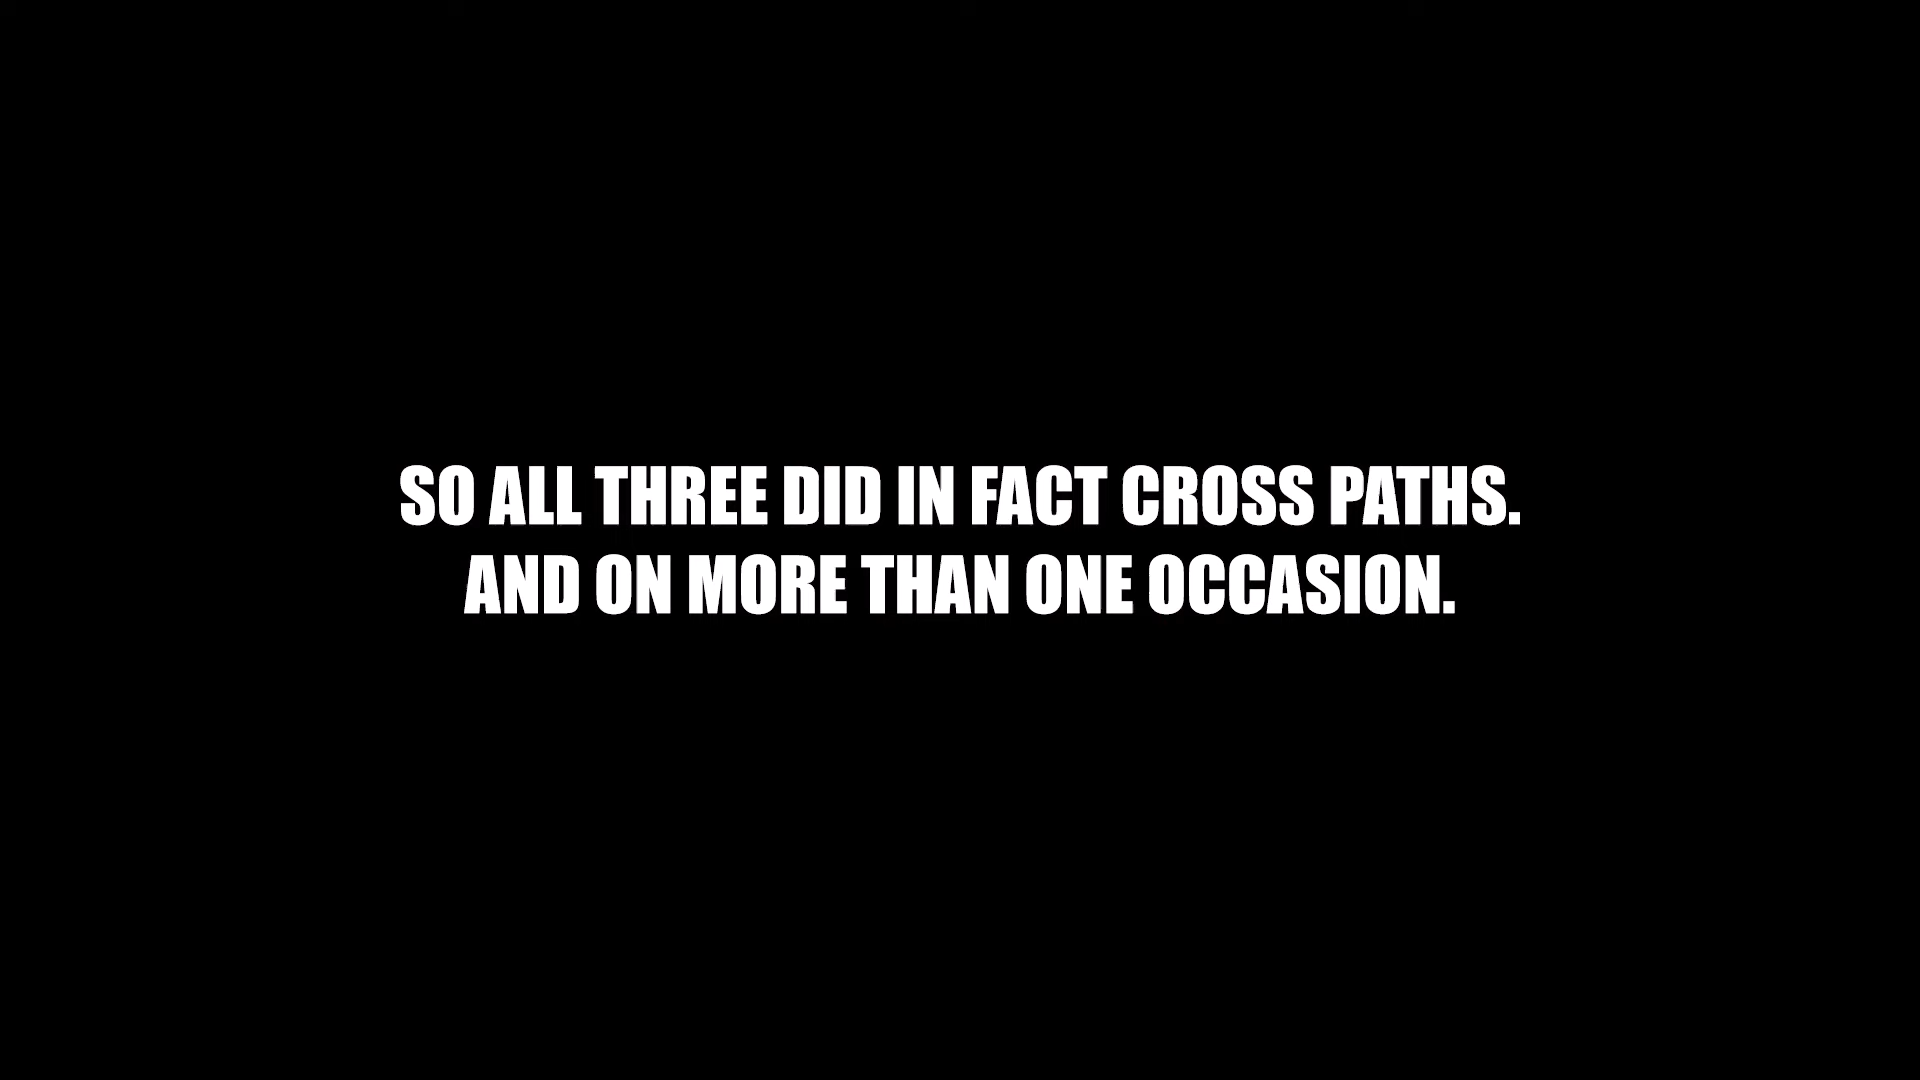 SO ALL THREE DID IN FACT CROSS PATHS.
AND ON MORE THAN ONE OCCASION.